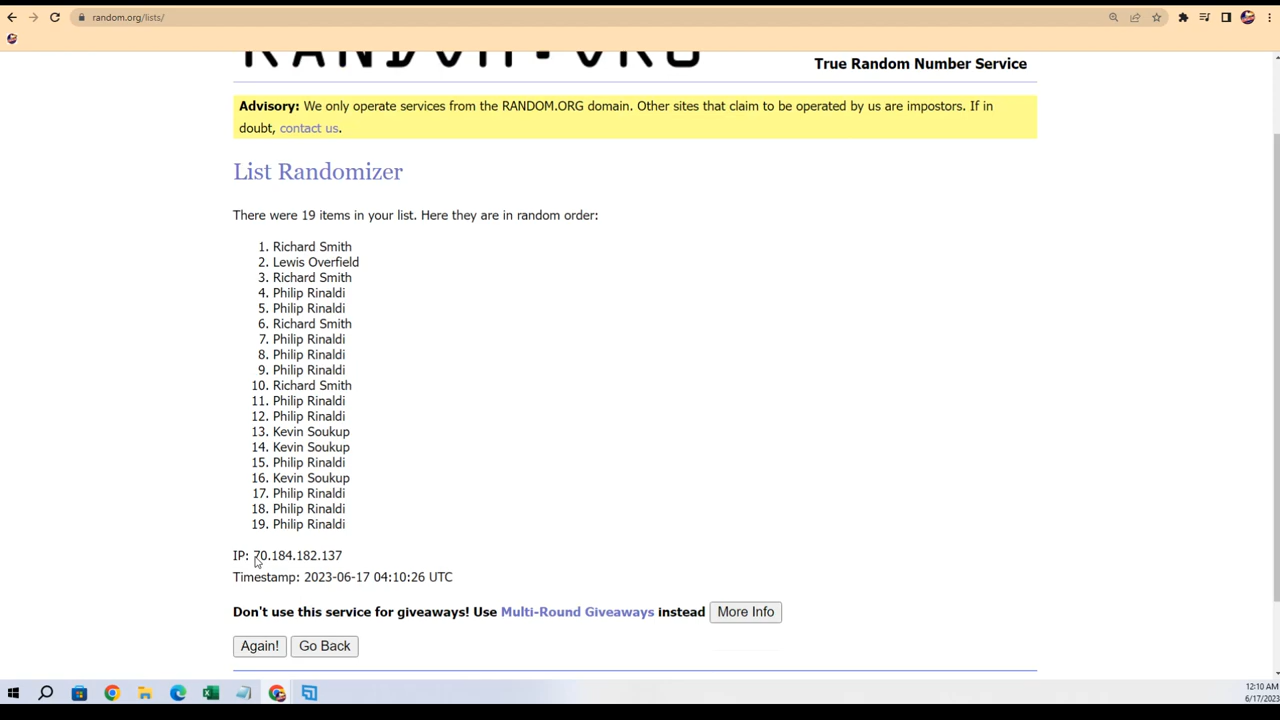 random.org/lists/
RANDOM.ORG
True Random Number Service
Advisory: We only operate services from the RANDOM.ORG domain. Other sites that claim to be operated by us are impostors. If in
doubt, contact us.
List Randomizer
There were 19 items in your list. Here they are in random order:
1. Richard Smith
2. Lewis Overfield
3. Richard Smith
4. Philip Rinaldi
5. Philip Rinaldi
6. Richard Smith
7. Philip Rinaldi
8. Philip Rinaldi
9. Philip Rinaldi
10. Richard Smith
11. Philip Rinaldi
12. Philip Rinaldi
13. Kevin Soukup
14. Kevin Soukup
15. Philip Rinaldi
16. Kevin Soukup
17. Philip Rinaldi
18. Philip Rinaldi
19. Philip Rinaldi
IP: 70.184.182.137
Timestamp: 2023-06-17 04:10:26 UTC
Don't use this service for giveaways! Use Multi-Round Giveaways instead More Info
Again! Go Back
12:10 AM
6/17/2023